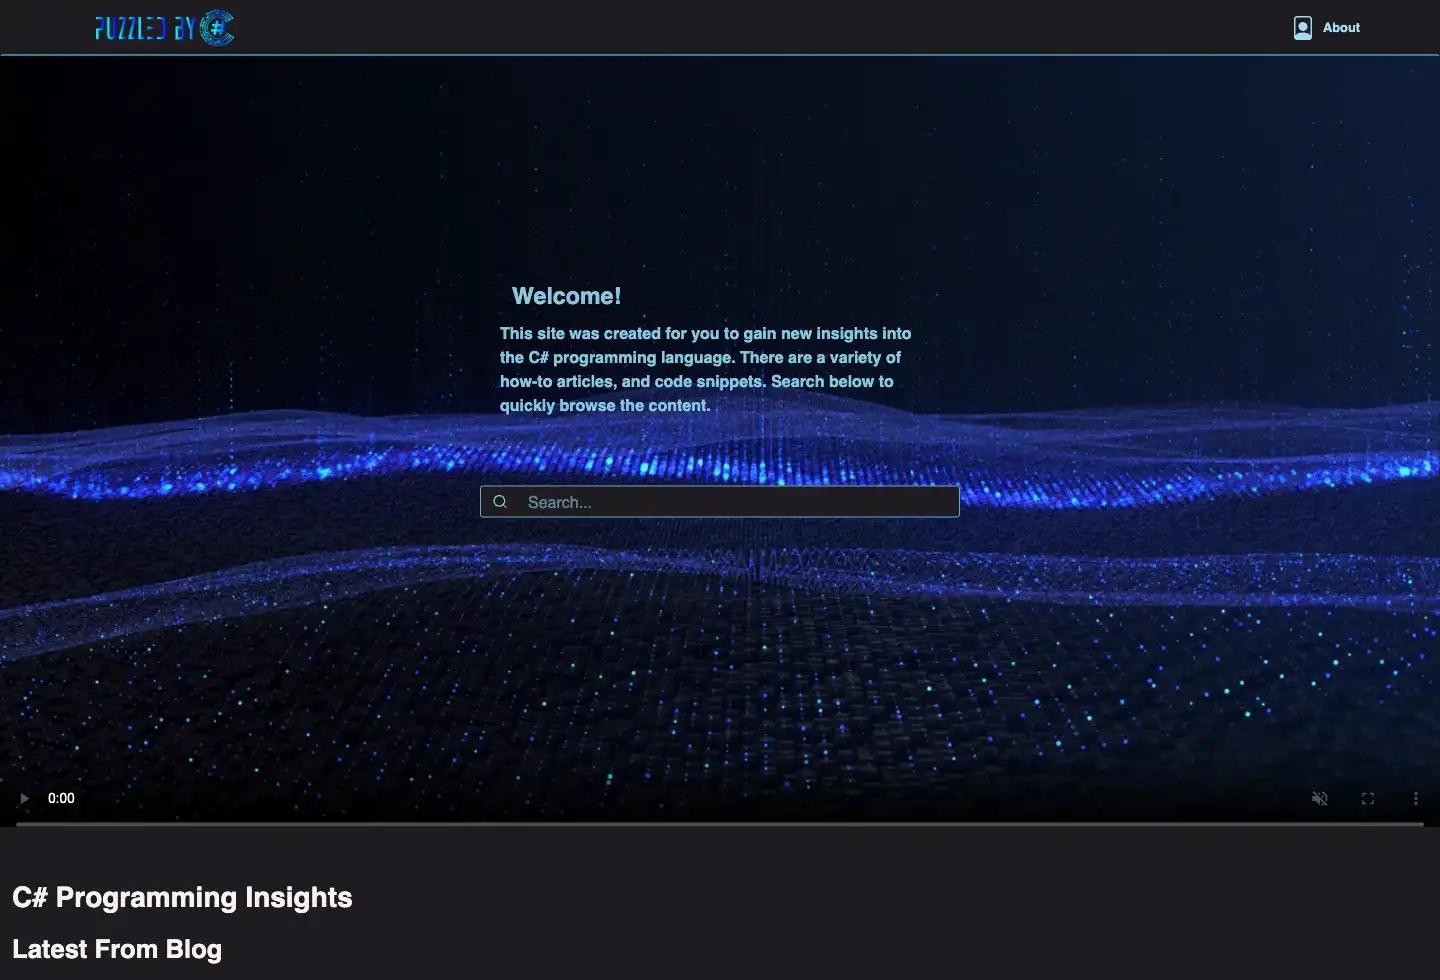 PUZZLED BY C#
About
Welcome!
This site was created for you to gain new insights into
the C# programming language. There are a variety of
how-to articles, and code snippets. Search below to
quickly browse the content.
Search...
0:00
C# Programming Insights
Latest From Blog